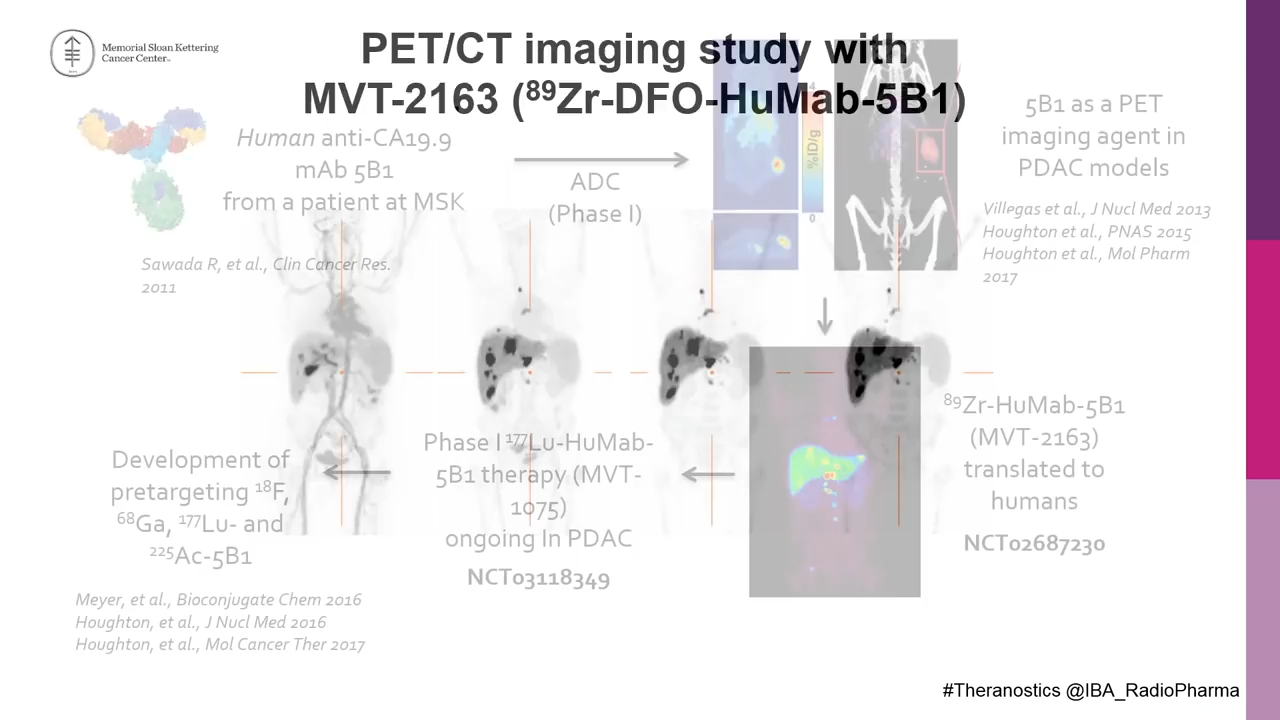 Memorial Sloan Kettering
Cancer Center™
PET/CT imaging study with
MVT-2163 (⁸⁹Zr-DFO-HuMab-5B1)
Human anti-CA19.9
mAb 5B1
from a patient at MSK
Sawada R, et al., Clin Cancer Res.
2011
ADC
(Phase I)
4
%ID/g
0
5B1 as a PET
imaging agent in
PDAC models
Villegas et al., J Nucl Med 2013
Houghton et al., PNAS 2015
Houghton et al., Mol Pharm
2017
⁸⁹Zr-HuMab-5B1
(MVT-2163)
translated to
humans
NCT02687230
Phase I ¹⁷⁷Lu-HuMab-
5B1 therapy (MVT-
1075)
ongoing In PDAC
NCT03118349
Development of
pretargeting ¹⁸F,
⁶⁸Ga, ¹⁷⁷Lu- and
²²⁵Ac-5B1
Meyer, et al., Bioconjugate Chem 2016
Houghton, et al., J Nucl Med 2016
Houghton, et al., Mol Cancer Ther 2017
#Theranostics @IBA_RadioPharma